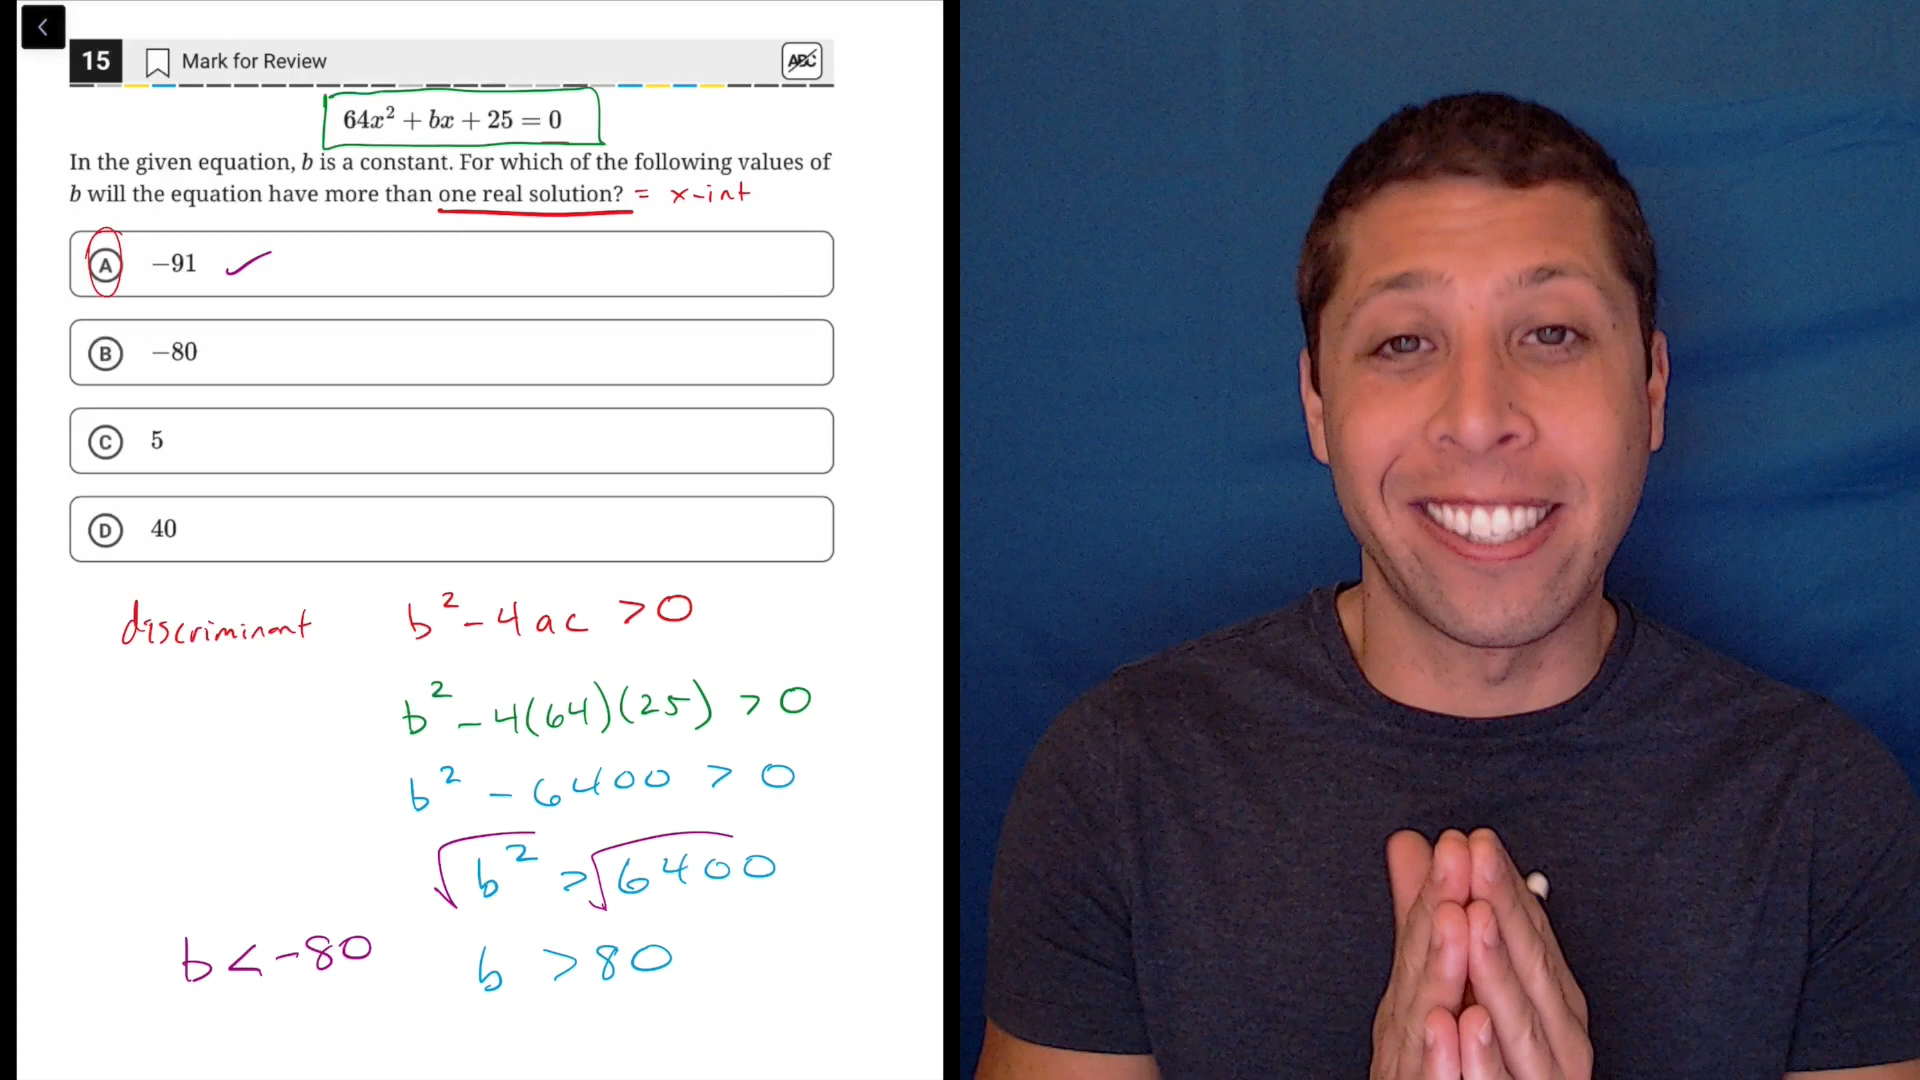 15 Mark for Review ABC
64x² + bx + 25 = 0
In the given equation, b is a constant. For which of the following values of
b will the equation have more than one real solution? = x-int
A −91 ✓
B −80
C 5
D 40
discriminant b² - 4ac > 0
b² - 4(64)(25) > 0
b² - 6400 > 0
√b² > √6400
b < -80 b > 80